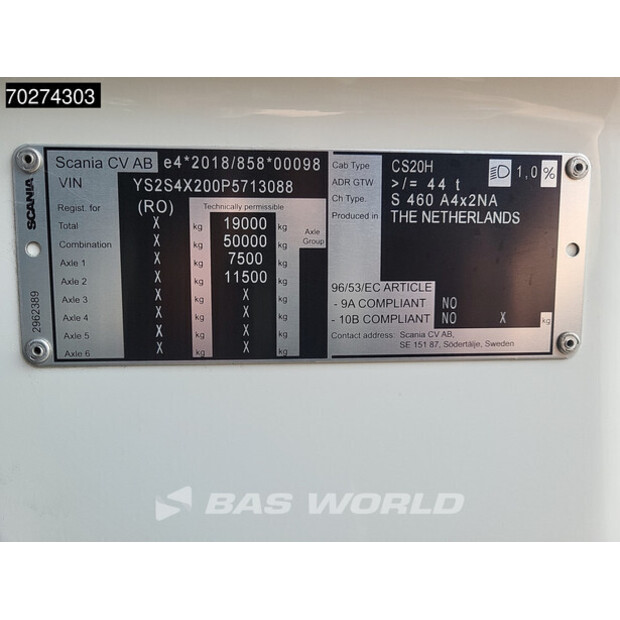 70274303
SCANIA
2962389
Scania CV AB e4*2018/858*00098
VIN YS2S4X200P5713088
Regist. for (RO) Technically permissible
Total X kg 19000 kg
Combination X kg 50000 kg
Axle Group
Axle 1 X kg 7500 kg
Axle 2 X kg 11500 kg
Axle 3 X kg X kg
Axle 4 X kg X kg
Axle 5 X kg X kg
Axle 6 X kg X kg
Cab Type CS20H 1,0 %
ADR GTW >/= 44 t
Ch Type. S 460 A4x2NA
Produced in THE NETHERLANDS
96/53/EC ARTICLE
- 9A COMPLIANT NO
- 10B COMPLIANT NO X kg
Contact address: Scania CV AB,
SE 151 87, Södertälje, Sweden
BAS WORLD